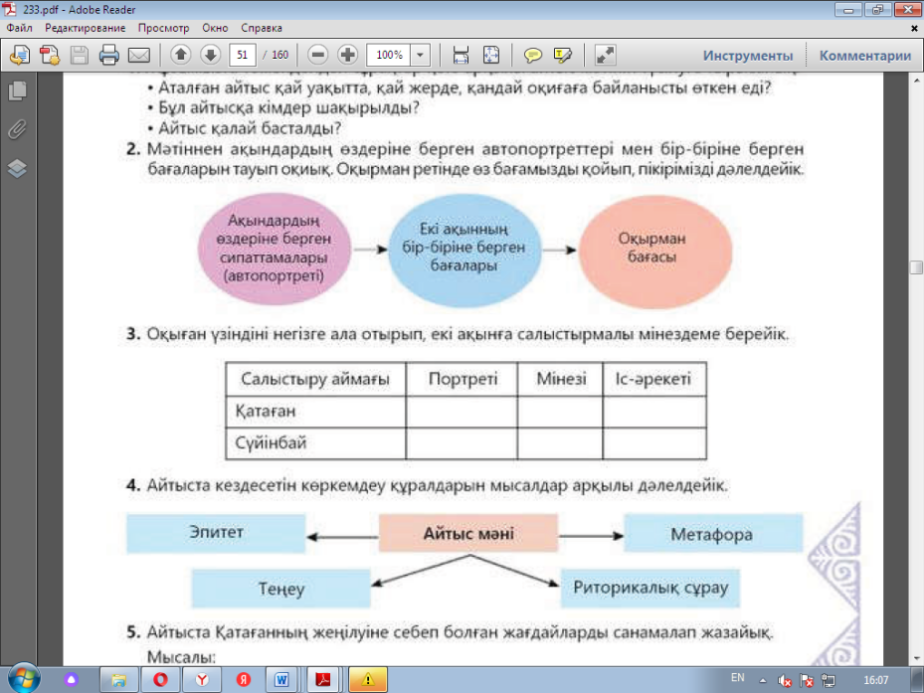 233.pdf - Adobe Reader
Файл Редактирование Просмотр Окно Справка
51 / 160
100%
Инструменты
Комментарии
• Аталған айтыс қай уақытта, қай жерде, қандай оқиғаға байланысты өткен еді?
• Бұл айтысқа кімдер шақырылды?
• Айтыс қалай басталды?
2. Мәтіннен ақындардың өздеріне берген автопортреттері мен бір-біріне берген
бағаларын тауып оқиық. Оқырман ретінде өз бағамызды қойып, пікірімізді дәлелдейік.
Ақындардың
өздеріне берген
сипаттамалары
(автопортреті)
Екі ақынның
бір-біріне берген
бағалары
Оқырман
бағасы
3. Оқыған үзіндіні негізге ала отырып, екі ақынға салыстырмалы мінездеме берейік.
Салыстыру аймағы Портреті Мінезі Іс-әрекеті
Қатаған
Сүйінбай
4. Айтыста кездесетін көркемдеу құралдарын мысалдар арқылы дәлелдейік.
Эпитет
Айтыс мәні
Метафора
Теңеу
Риторикалық сұрау
5. Айтыста Қатағанның жеңілуіне себеп болған жағдайларды санамалап жазайық.
Мысалы:
EN
16:07